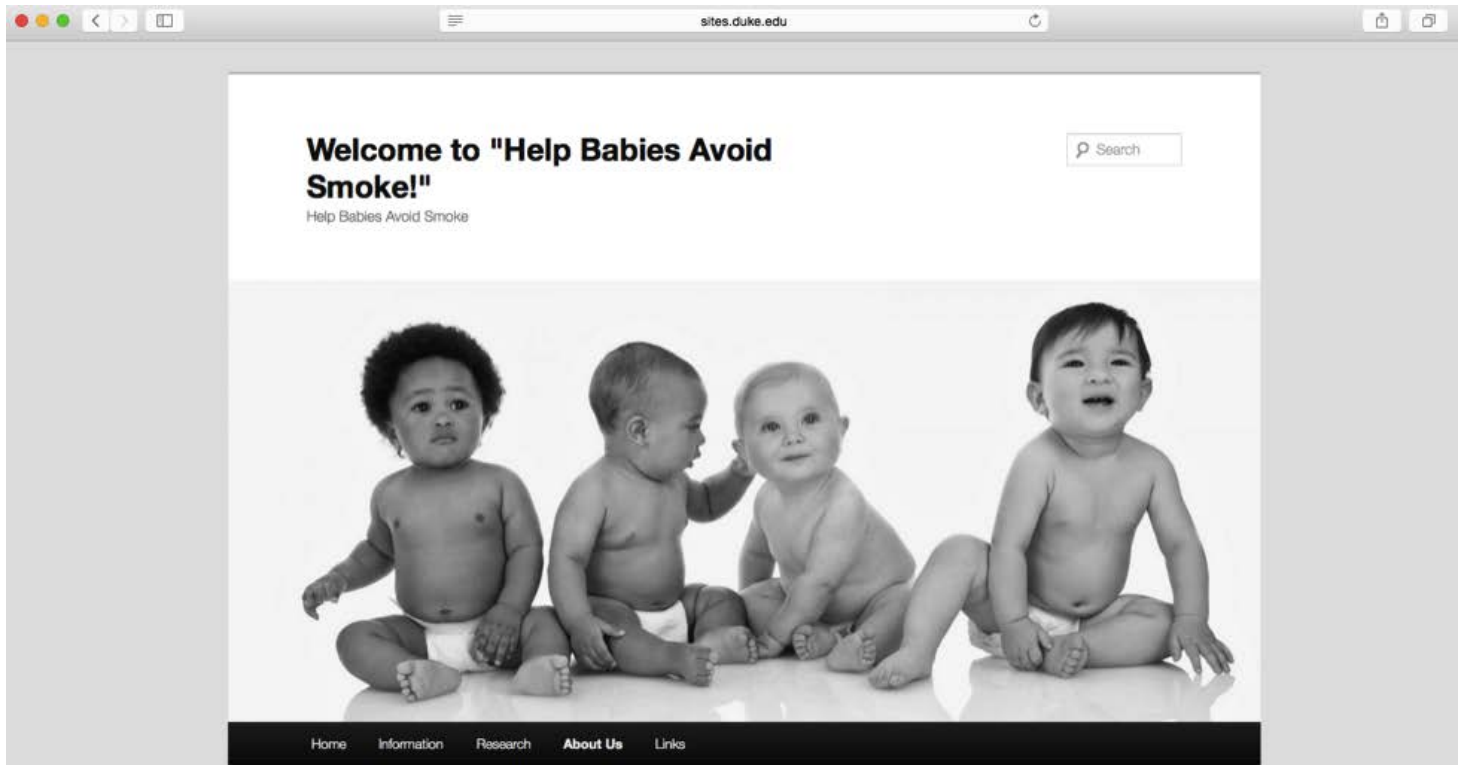 sites.duke.edu
Welcome to "Help Babies Avoid
Smoke!"
Search
Help Babies Avoid Smoke
Home Information Research About Us Links